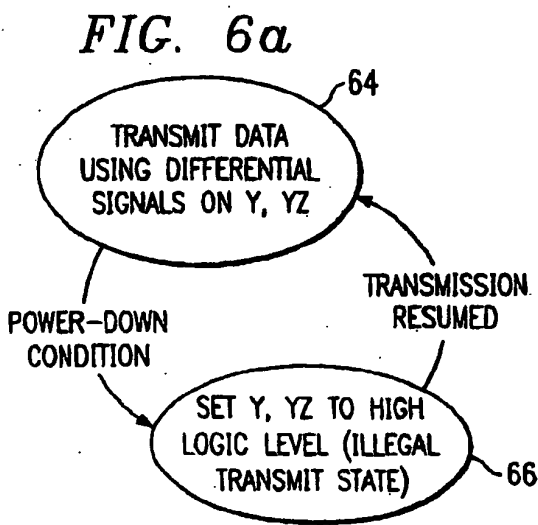 FIG. 6a
64
TRANSMIT DATA
USING DIFFERENTIAL
SIGNALS ON Y, YZ
POWER-DOWN
CONDITION
TRANSMISSION
RESUMED
SET Y, YZ TO HIGH
LOGIC LEVEL (ILLEGAL
TRANSMIT STATE)
66